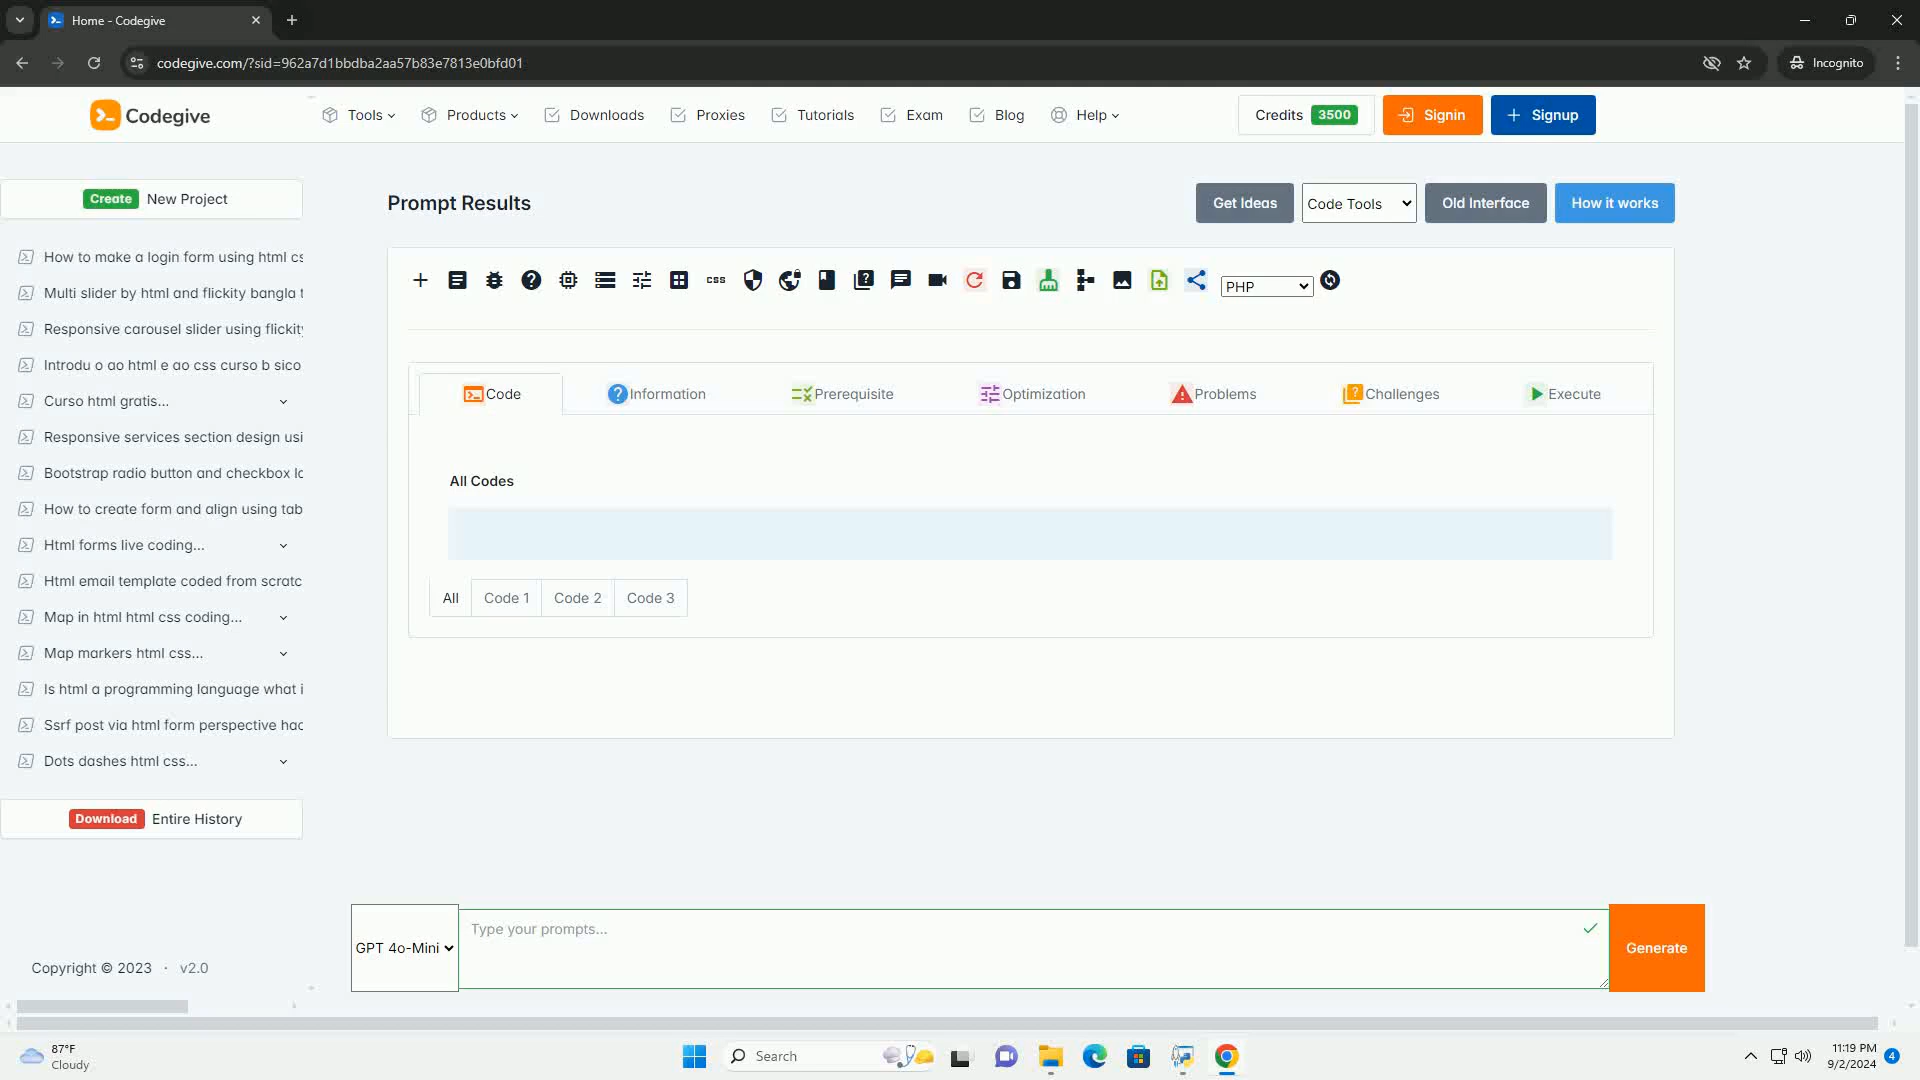 Home - Codegive
codegive.com/?sid=962a7d1bbdba2aa57b83e7813e0bfd01
Incognito
Codegive
Tools
Products
Downloads
Proxies
Tutorials
Exam
Blog
Help
Credits 3500
Signin
Signup
Create New Project
How to make a login form using html cs
Multi slider by html and flickity bangla t
Responsive carousel slider using flickity
Introdu o ao html e ao css curso b sico
Curso html gratis...
Responsive services section design usi
Bootstrap radio button and checkbox lo
How to create form and align using tab
Html forms live coding...
Html email template coded from scratc
Map in html html css coding...
Map markers html css...
Is html a programming language what i
Ssrf post via html form perspective hac
Dots dashes html css...
Download Entire History
Copyright © 2023 · v2.0
Prompt Results
Get Ideas
Code Tools
Old Interface
How it works
css
PHP
Code
Information
Prerequisite
Optimization
Problems
Challenges
Execute
All Codes
All
Code 1
Code 2
Code 3
GPT 4o-Mini
Type your prompts...
Generate
87°F
Cloudy
Search
11:19 PM
9/2/2024
4